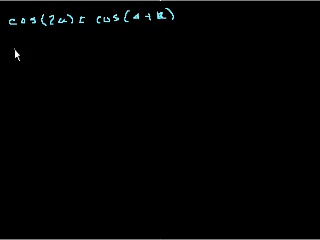 cos(2a) = cos(a+a)